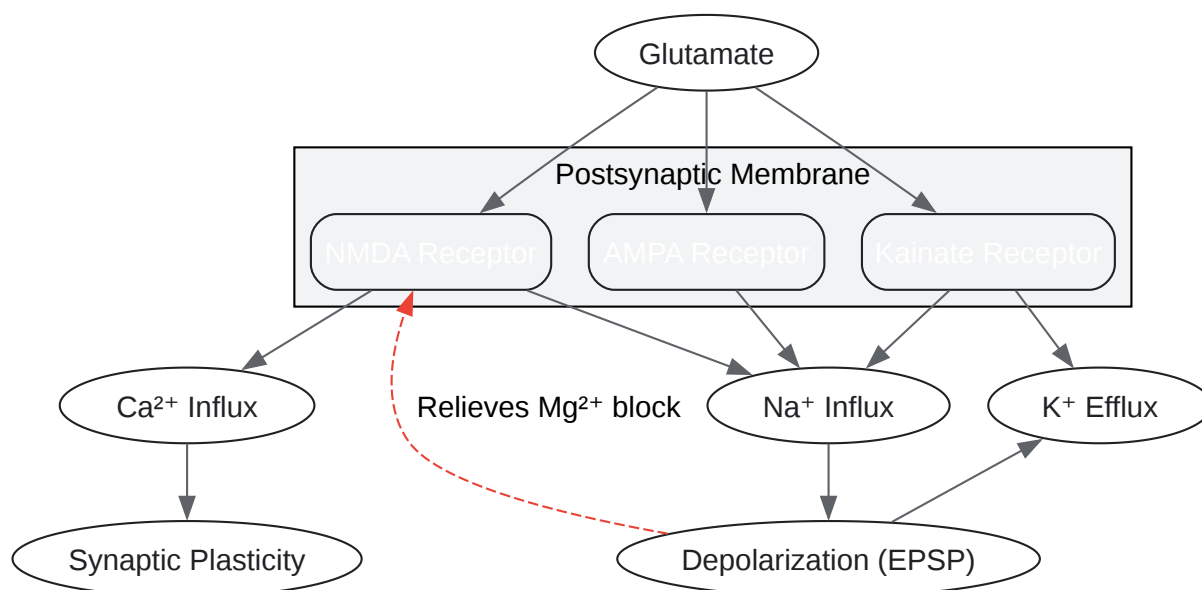 Glutamate
Postsynaptic Membrane
NMDA Receptor
AMPA Receptor
Kainate Receptor
Ca²⁺ Influx
Relieves Mg²⁺ block
Na⁺ Influx
K⁺ Efflux
Synaptic Plasticity
Depolarization (EPSP)